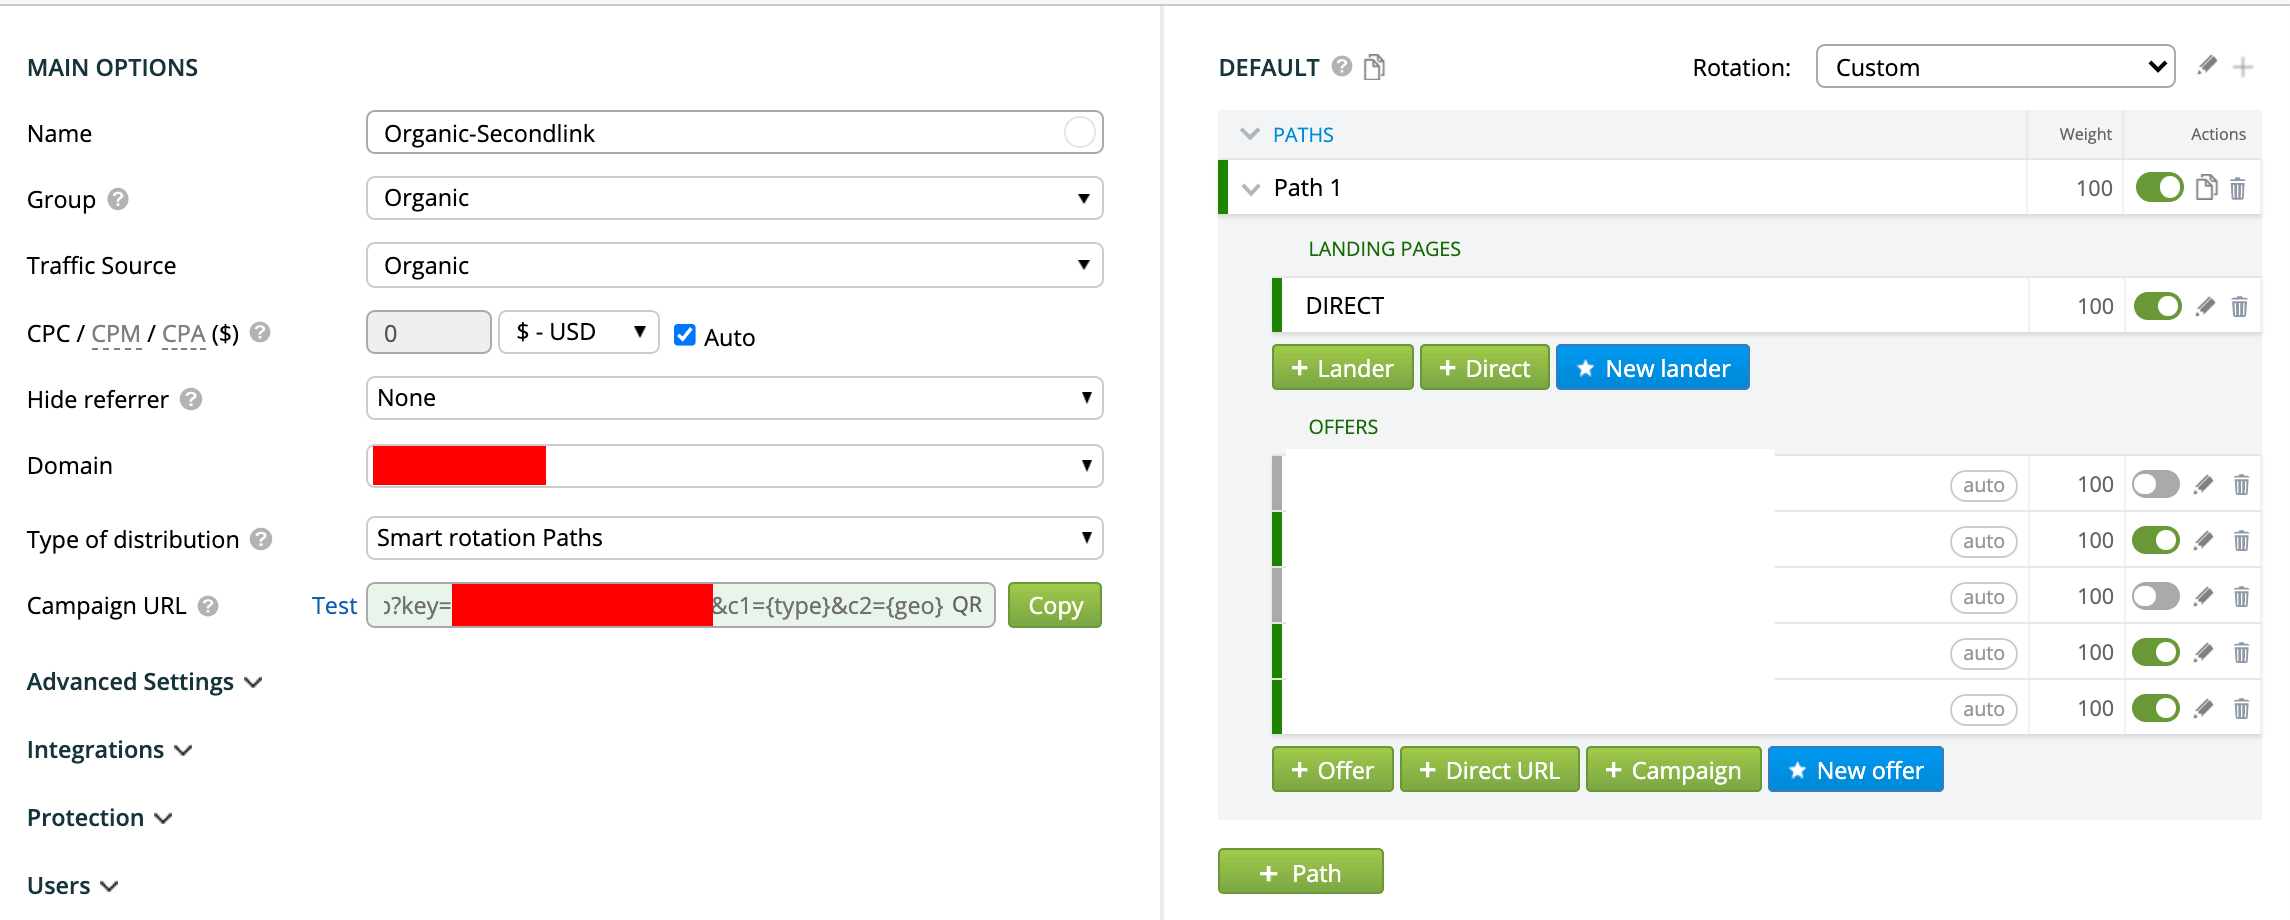 MAIN OPTIONS
Name
Organic-Secondlink
Group ?
Organic
Traffic Source
Organic
CPC / CPM / CPA ($) ?
0
$ - USD
Auto
Hide referrer ?
None
Domain
Type of distribution ?
Smart rotation Paths
Campaign URL ?
Test
?key=
&c1={type}&c2={geo} QR
Copy
Advanced Settings
Integrations
Protection
Users
DEFAULT ?
Rotation:
Custom
PATHS
Weight
Actions
Path 1
100
LANDING PAGES
DIRECT
100
+ Lander
+ Direct
New lander
OFFERS
auto 100
auto 100
auto 100
auto 100
auto 100
+ Offer
+ Direct URL
+ Campaign
New offer
+ Path